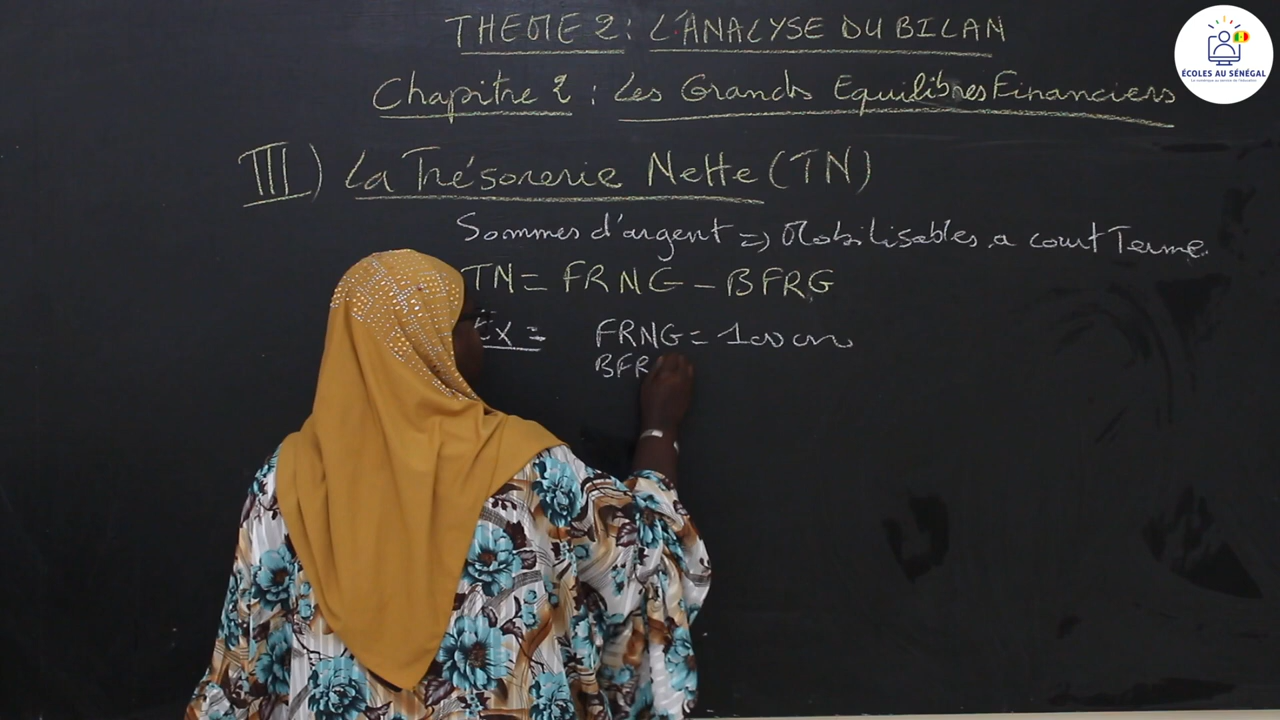 THEME 2 : L'ANALYSE DU BILAN
ÉCOLES AU SÉNÉGAL
Chapitre 2 : Les Grands Equilibres Financiers
III) La Trésorerie Nette (TN)
Sommes d'argent => Mobilisables a court Terme
TN = FRNG - BFRG
Ex = FRNG =
BFR